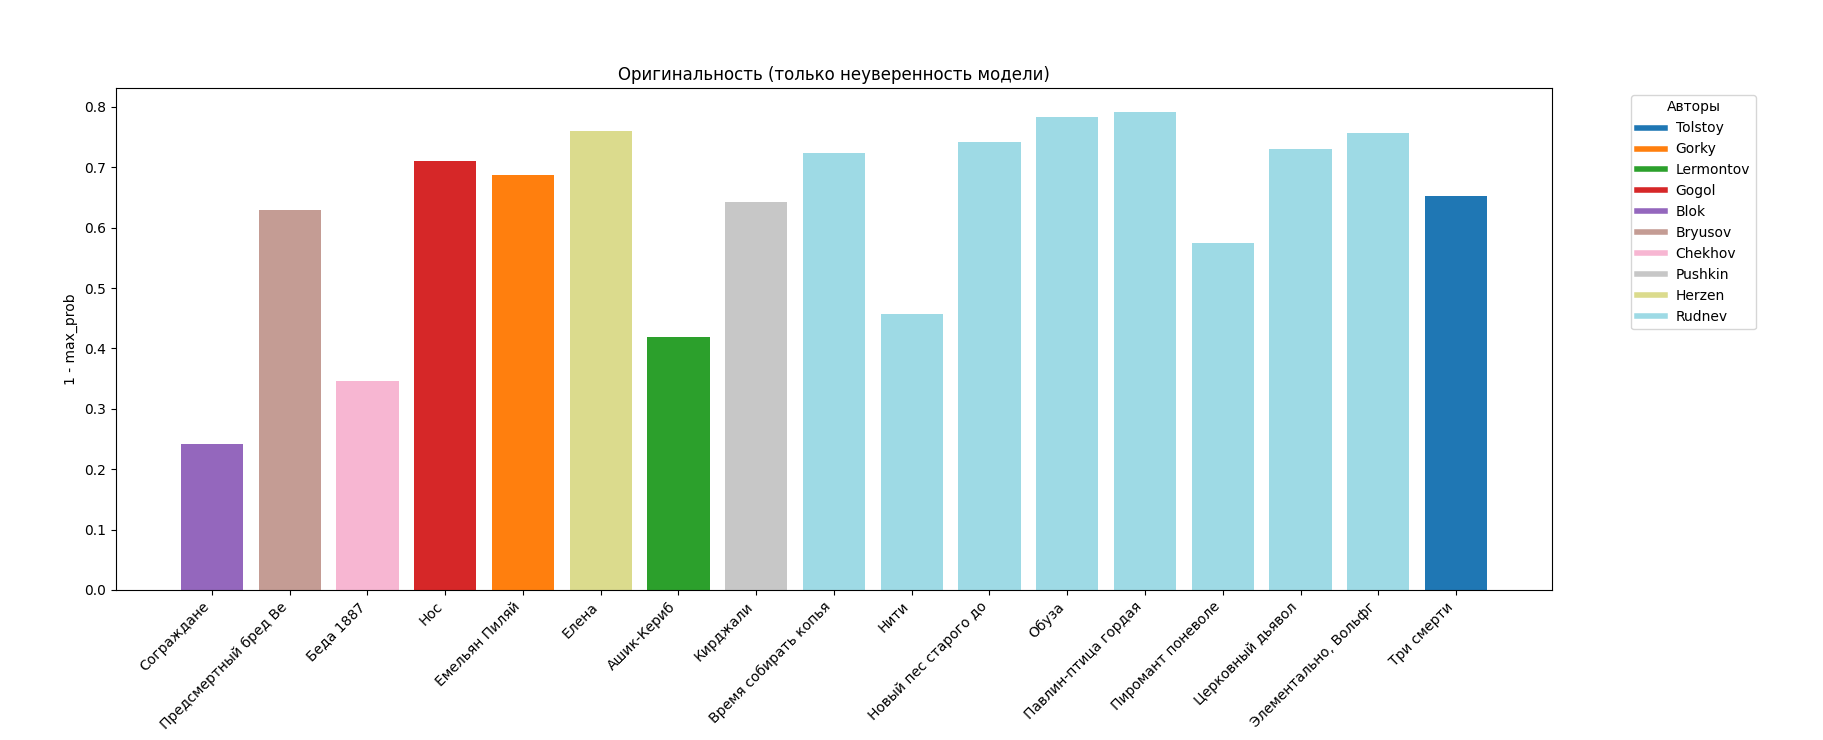 Оригинальность (только неуверенность модели)
1 - max_prob
0.8
0.7
0.6
0.5
0.4
0.3
0.2
0.1
0.0
Сограждане
Предсмертный бред Ве
Беда 1887
Нос
Емельян Пиляй
Елена
Ашик-Кериб
Кирджали
Время собирать копья
Нити
Новый пес старого до
Обуза
Павлин-птица гордая
Пиромант поневоле
Церковный дьявол
Элементально, Вольфг
Три смерти
Авторы
Tolstoy
Gorky
Lermontov
Gogol
Blok
Bryusov
Chekhov
Pushkin
Herzen
Rudnev